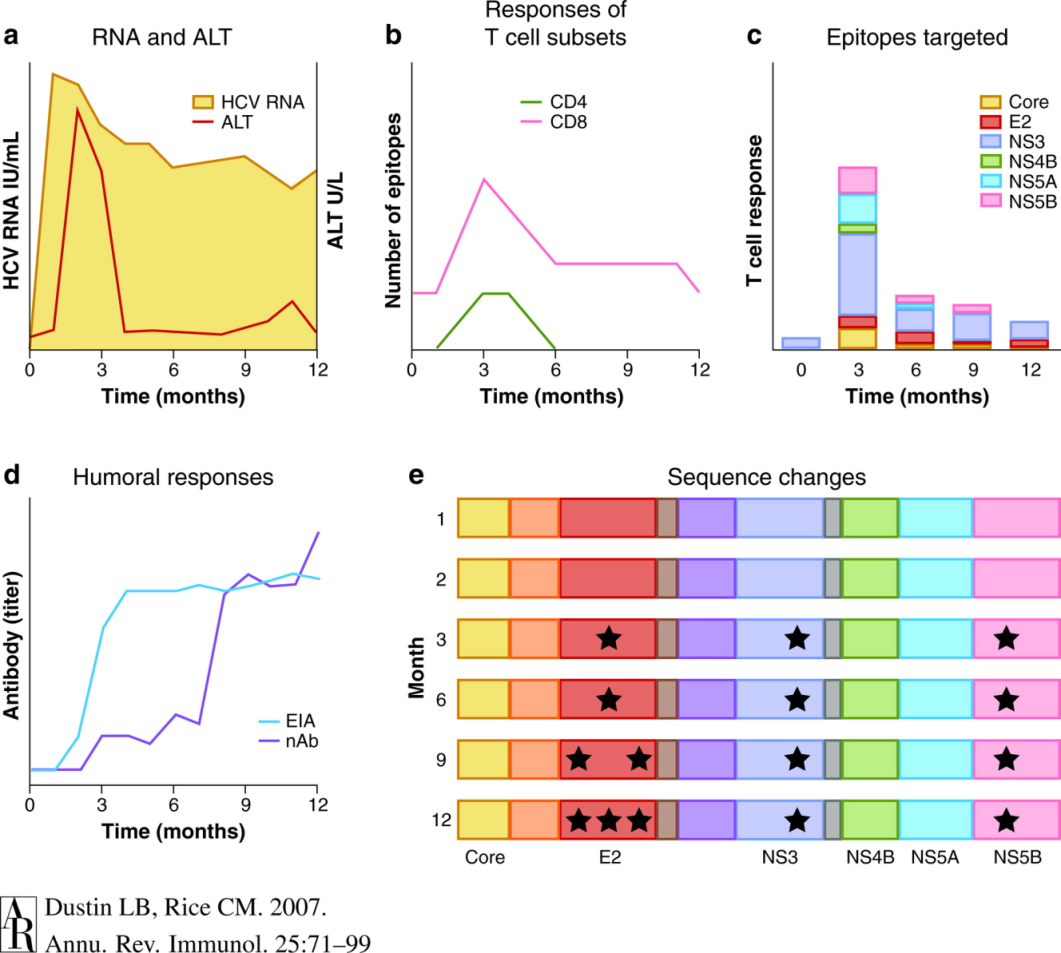 a
RNA and ALT
HCV RNA IU/mL
ALT U/L
HCV RNA
ALT
0 3 6 9 12
Time (months)
b
Responses of
T cell subsets
Number of epitopes
CD4
CD8
0 3 6 9 12
Time (months)
c
Epitopes targeted
T cell response
Core
E2
NS3
NS4B
NS5A
NS5B
0 3 6 9 12
Time (months)
d
Humoral responses
Antibody (titer)
EIA
nAb
0 3 6 9 12
Time (months)
e
Sequence changes
Month
1
2
3
6
9
12
Core E2 NS3 NS4B NS5A NS5B
AR
Dustin LB, Rice CM. 2007.
Annu. Rev. Immunol. 25:71–99